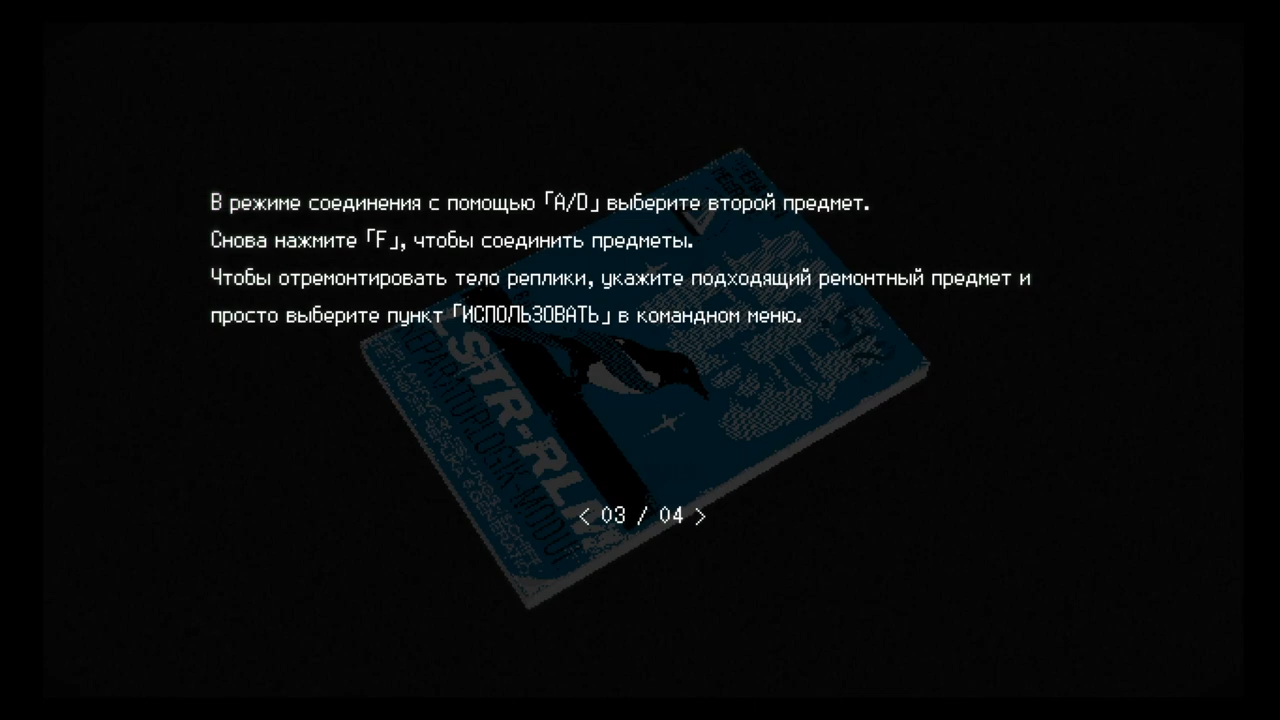 В режиме соединения с помощью ｢A/D｣ выберите второй предмет.
Снова нажмите ｢F｣, чтобы соединить предметы.
Чтобы отремонтировать тело реплики, укажите подходящий ремонтный предмет и
просто выберите пункт ｢ИСПОЛЬЗОВАТЬ｣ в командном меню.
< 03 / 04 >